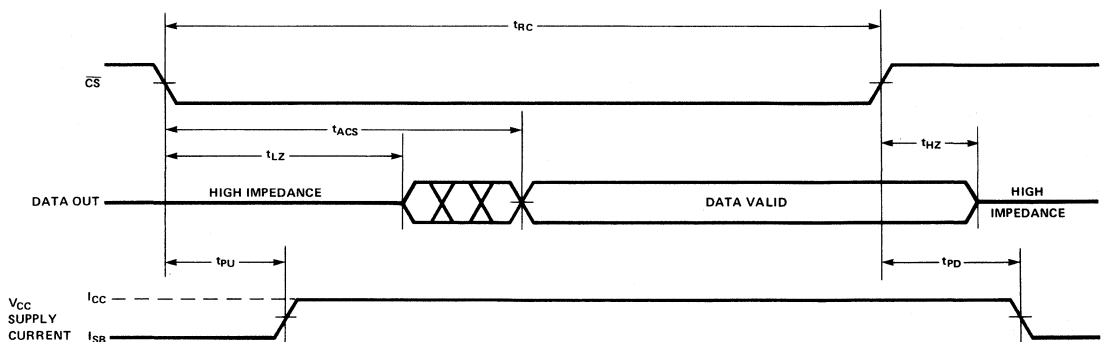 tRC
CS
tACS
tLZ
tHZ
DATA OUT
HIGH IMPEDANCE
DATA VALID
HIGH
IMPEDANCE
tPU
tPD
VCC
SUPPLY
CURRENT
ICC
ISB